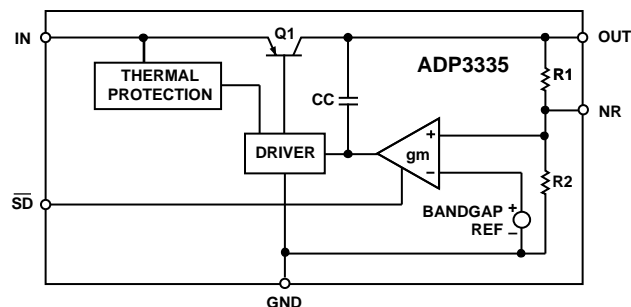 IN
Q1
OUT
THERMAL
PROTECTION
ADP3335
R1
CC
NR
DRIVER
+
gm
−
R2
SD
BANDGAP +
REF −
GND